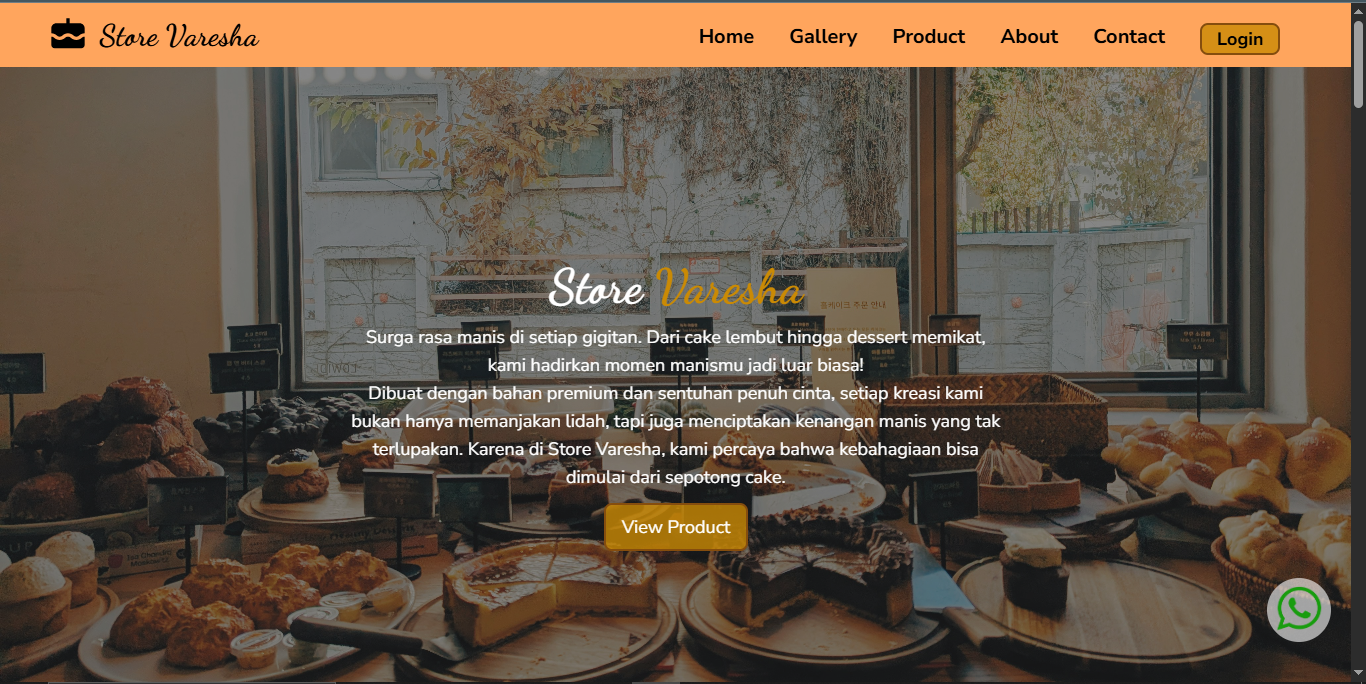 Store Varesha
Home
Gallery
Product
About
Contact
Login
Store Varesha
Surga rasa manis di setiap gigitan. Dari cake lembut hingga dessert memikat,
kami hadirkan momen manismu jadi luar biasa!
Dibuat dengan bahan premium dan sentuhan penuh cinta, setiap kreasi kami
bukan hanya memanjakan lidah, tapi juga menciptakan kenangan manis yang tak
terlupakan. Karena di Store Varesha, kami percaya bahwa kebahagiaan bisa
dimulai dari sepotong cake.
View Product